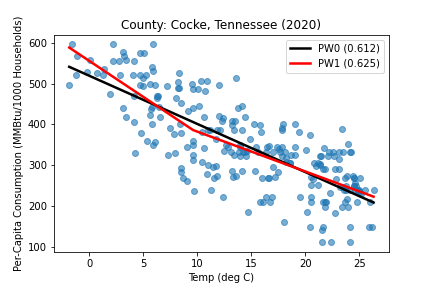 County: Cocke, Tennessee (2020)
PW0 (0.612)
PW1 (0.625)
Per-Capita Consumption (MMBtu/1000 Households)
600
500
400
300
200
100
0 5 10 15 20 25
Temp (deg C)